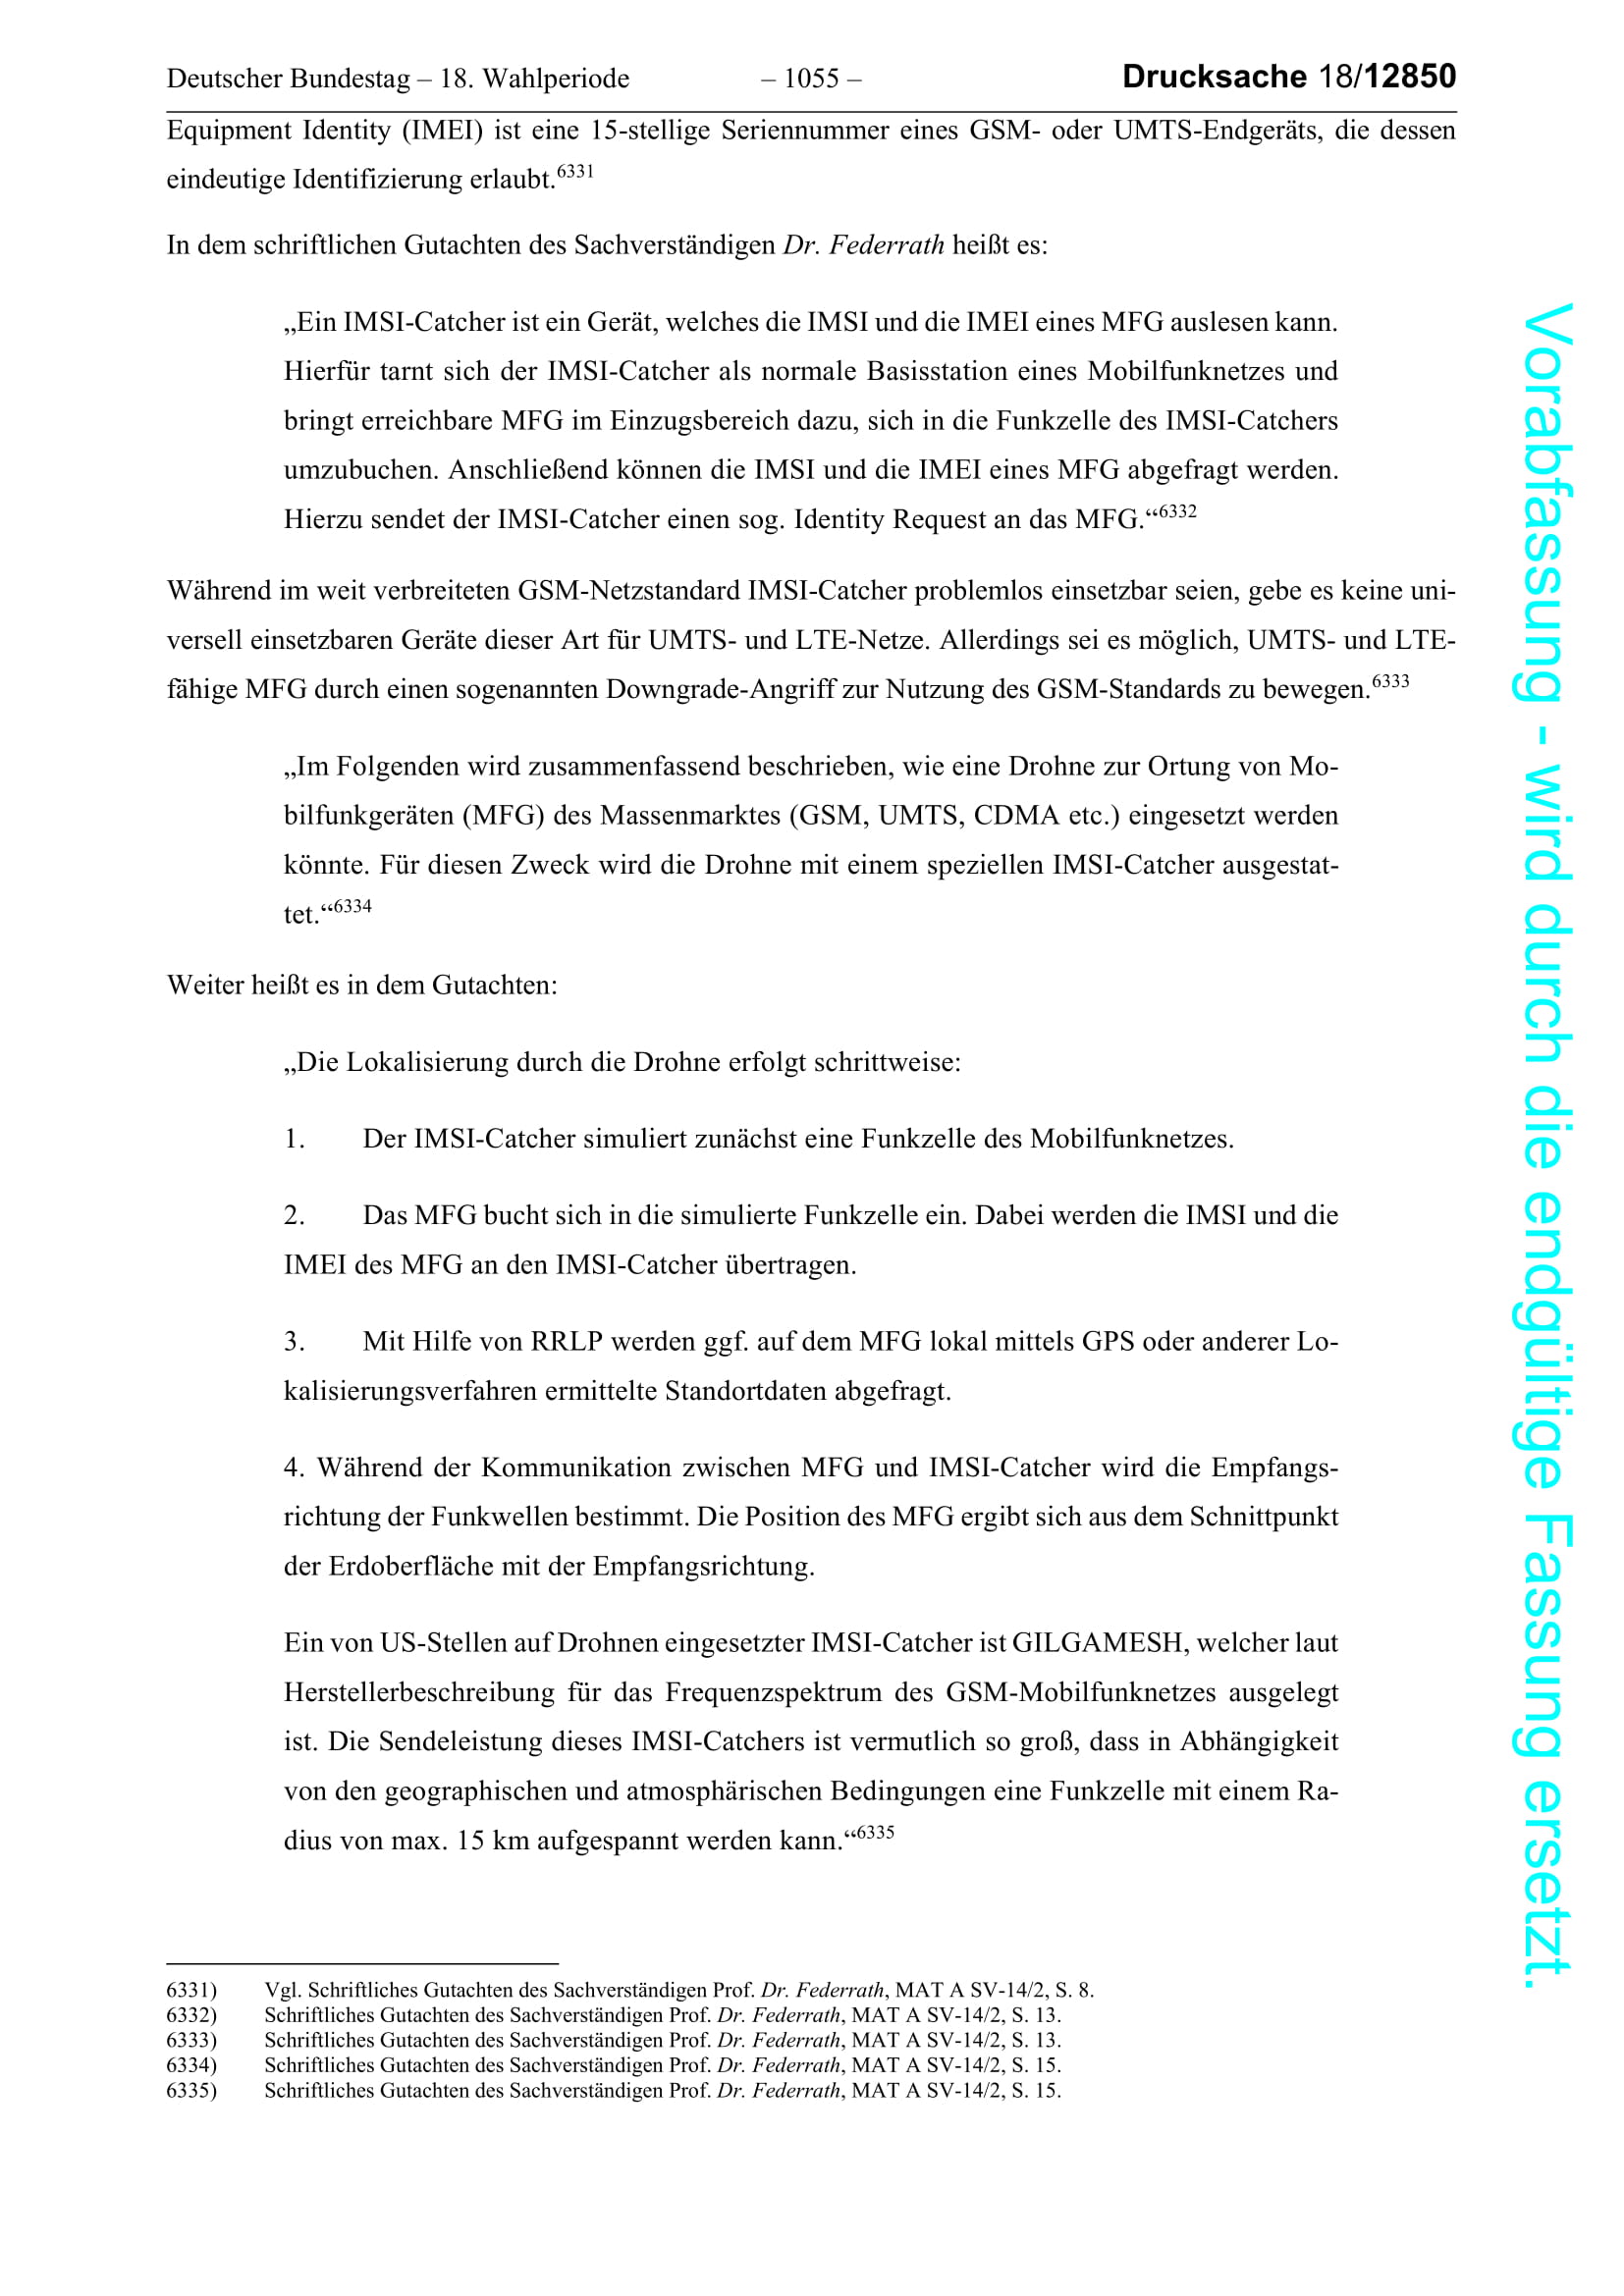 Deutscher Bundestag – 18. Wahlperiode – 1055 – Drucksache 18/12850
Equipment Identity (IMEI) ist eine 15-stellige Seriennummer eines GSM- oder UMTS-Endgeräts, die dessen
eindeutige Identifizierung erlaubt.6331
In dem schriftlichen Gutachten des Sachverständigen Dr. Federrath heißt es:
„Ein IMSI-Catcher ist ein Gerät, welches die IMSI und die IMEI eines MFG auslesen kann.
Hierfür tarnt sich der IMSI-Catcher als normale Basisstation eines Mobilfunknetzes und
bringt erreichbare MFG im Einzugsbereich dazu, sich in die Funkzelle des IMSI-Catchers
umzubuchen. Anschließend können die IMSI und die IMEI eines MFG abgefragt werden.
Hierzu sendet der IMSI-Catcher einen sog. Identity Request an das MFG.“6332
Während im weit verbreiteten GSM-Netzstandard IMSI-Catcher problemlos einsetzbar seien, gebe es keine uni-
versell einsetzbaren Geräte dieser Art für UMTS- und LTE-Netze. Allerdings sei es möglich, UMTS- und LTE-
fähige MFG durch einen sogenannten Downgrade-Angriff zur Nutzung des GSM-Standards zu bewegen.6333
„Im Folgenden wird zusammenfassend beschrieben, wie eine Drohne zur Ortung von Mo-
bilfunkgeräten (MFG) des Massenmarktes (GSM, UMTS, CDMA etc.) eingesetzt werden
könnte. Für diesen Zweck wird die Drohne mit einem speziellen IMSI-Catcher ausgestat-
tet.“6334
Weiter heißt es in dem Gutachten:
„Die Lokalisierung durch die Drohne erfolgt schrittweise:
1. Der IMSI-Catcher simuliert zunächst eine Funkzelle des Mobilfunknetzes.
2. Das MFG bucht sich in die simulierte Funkzelle ein. Dabei werden die IMSI und die
IMEI des MFG an den IMSI-Catcher übertragen.
3. Mit Hilfe von RRLP werden ggf. auf dem MFG lokal mittels GPS oder anderer Lo-
kalisierungsverfahren ermittelte Standortdaten abgefragt.
4. Während der Kommunikation zwischen MFG und IMSI-Catcher wird die Empfangs-
richtung der Funkwellen bestimmt. Die Position des MFG ergibt sich aus dem Schnittpunkt
der Erdoberfläche mit der Empfangsrichtung.
Ein von US-Stellen auf Drohnen eingesetzter IMSI-Catcher ist GILGAMESH, welcher laut
Herstellerbeschreibung für das Frequenzspektrum des GSM-Mobilfunknetzes ausgelegt
ist. Die Sendeleistung dieses IMSI-Catchers ist vermutlich so groß, dass in Abhängigkeit
von den geographischen und atmosphärischen Bedingungen eine Funkzelle mit einem Ra-
dius von max. 15 km aufgespannt werden kann.“6335
6331) Vgl. Schriftliches Gutachten des Sachverständigen Prof. Dr. Federrath, MAT A SV-14/2, S. 8.
6332) Schriftliches Gutachten des Sachverständigen Prof. Dr. Federrath, MAT A SV-14/2, S. 13.
6333) Schriftliches Gutachten des Sachverständigen Prof. Dr. Federrath, MAT A SV-14/2, S. 13.
6334) Schriftliches Gutachten des Sachverständigen Prof. Dr. Federrath, MAT A SV-14/2, S. 15.
6335) Schriftliches Gutachten des Sachverständigen Prof. Dr. Federrath, MAT A SV-14/2, S. 15.
Vorabfassung - wird durch die endgültige Fassung ersetzt.